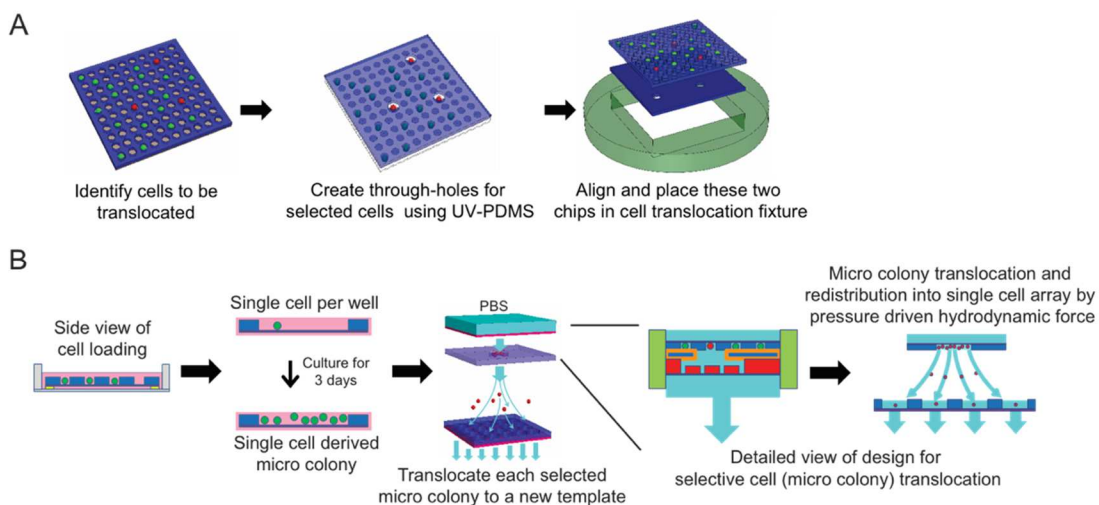 A
Identify cells to be
translocated
Create through-holes for
selected cells using UV-PDMS
Align and place these two
chips in cell translocation fixture
B
Side view of
cell loading
Single cell per well
Culture for
3 days
Single cell derived
micro colony
PBS
Translocate each selected
micro colony to a new template
Micro colony translocation and
redistribution into single cell array by
pressure driven hydrodynamic force
Detailed view of design for
selective cell (micro colony) translocation